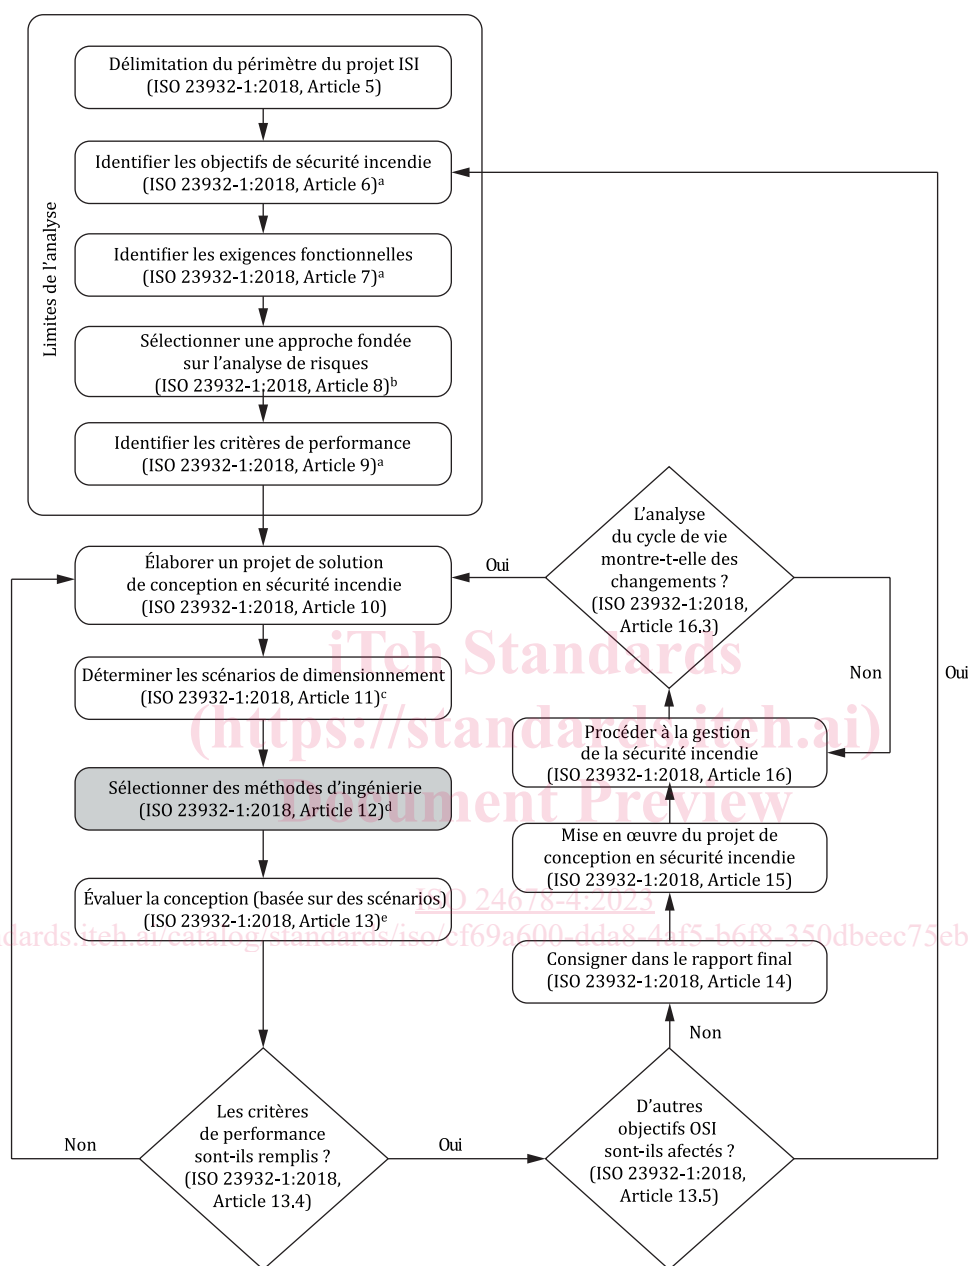 Limites de l'analyse
Délimitation du périmètre du projet ISI
(ISO 23932-1:2018, Article 5)
Identifier les objectifs de sécurité incendie
(ISO 23932-1:2018, Article 6)ᵃ
Identifier les exigences fonctionnelles
(ISO 23932-1:2018, Article 7)ᵃ
Sélectionner une approche fondée
sur l'analyse de risques
(ISO 23932-1:2018, Article 8)ᵇ
Identifier les critères de performance
(ISO 23932-1:2018, Article 9)ᵃ
Élaborer un projet de solution
de conception en sécurité incendie
(ISO 23932-1:2018, Article 10)
Déterminer les scénarios de dimensionnement
(ISO 23932-1:2018, Article 11)ᶜ
Sélectionner des méthodes d'ingénierie
(ISO 23932-1:2018, Article 12)ᵈ
Évaluer la conception (basée sur des scénarios)
(ISO 23932-1:2018, Article 13)ᵉ
Les critères
de performance
sont-ils remplis ?
(ISO 23932-1:2018,
Article 13.4)
Non
Oui
D'autres
objectifs OSI
sont-ils afectés ?
(ISO 23932-1:2018,
Article 13.5)
Non
Oui
Consigner dans le rapport final
(ISO 23932-1:2018, Article 14)
Mise en œuvre du projet de
conception en sécurité incendie
(ISO 23932-1:2018, Article 15)
Procéder à la gestion
de la sécurité incendie
(ISO 23932-1:2018, Article 16)
L'analyse
du cycle de vie
montre-t-elle des
changements ?
(ISO 23932-1:2018,
Article 16.3)
Oui
Non
iTeh Standards
(https://standards.iteh.ai)
Document Preview
ISO 24678-4:2023
dards.iteh.ai/catalog/standards/iso/cf69a600-dda8-4af5-b6f8-350dbeec75eb